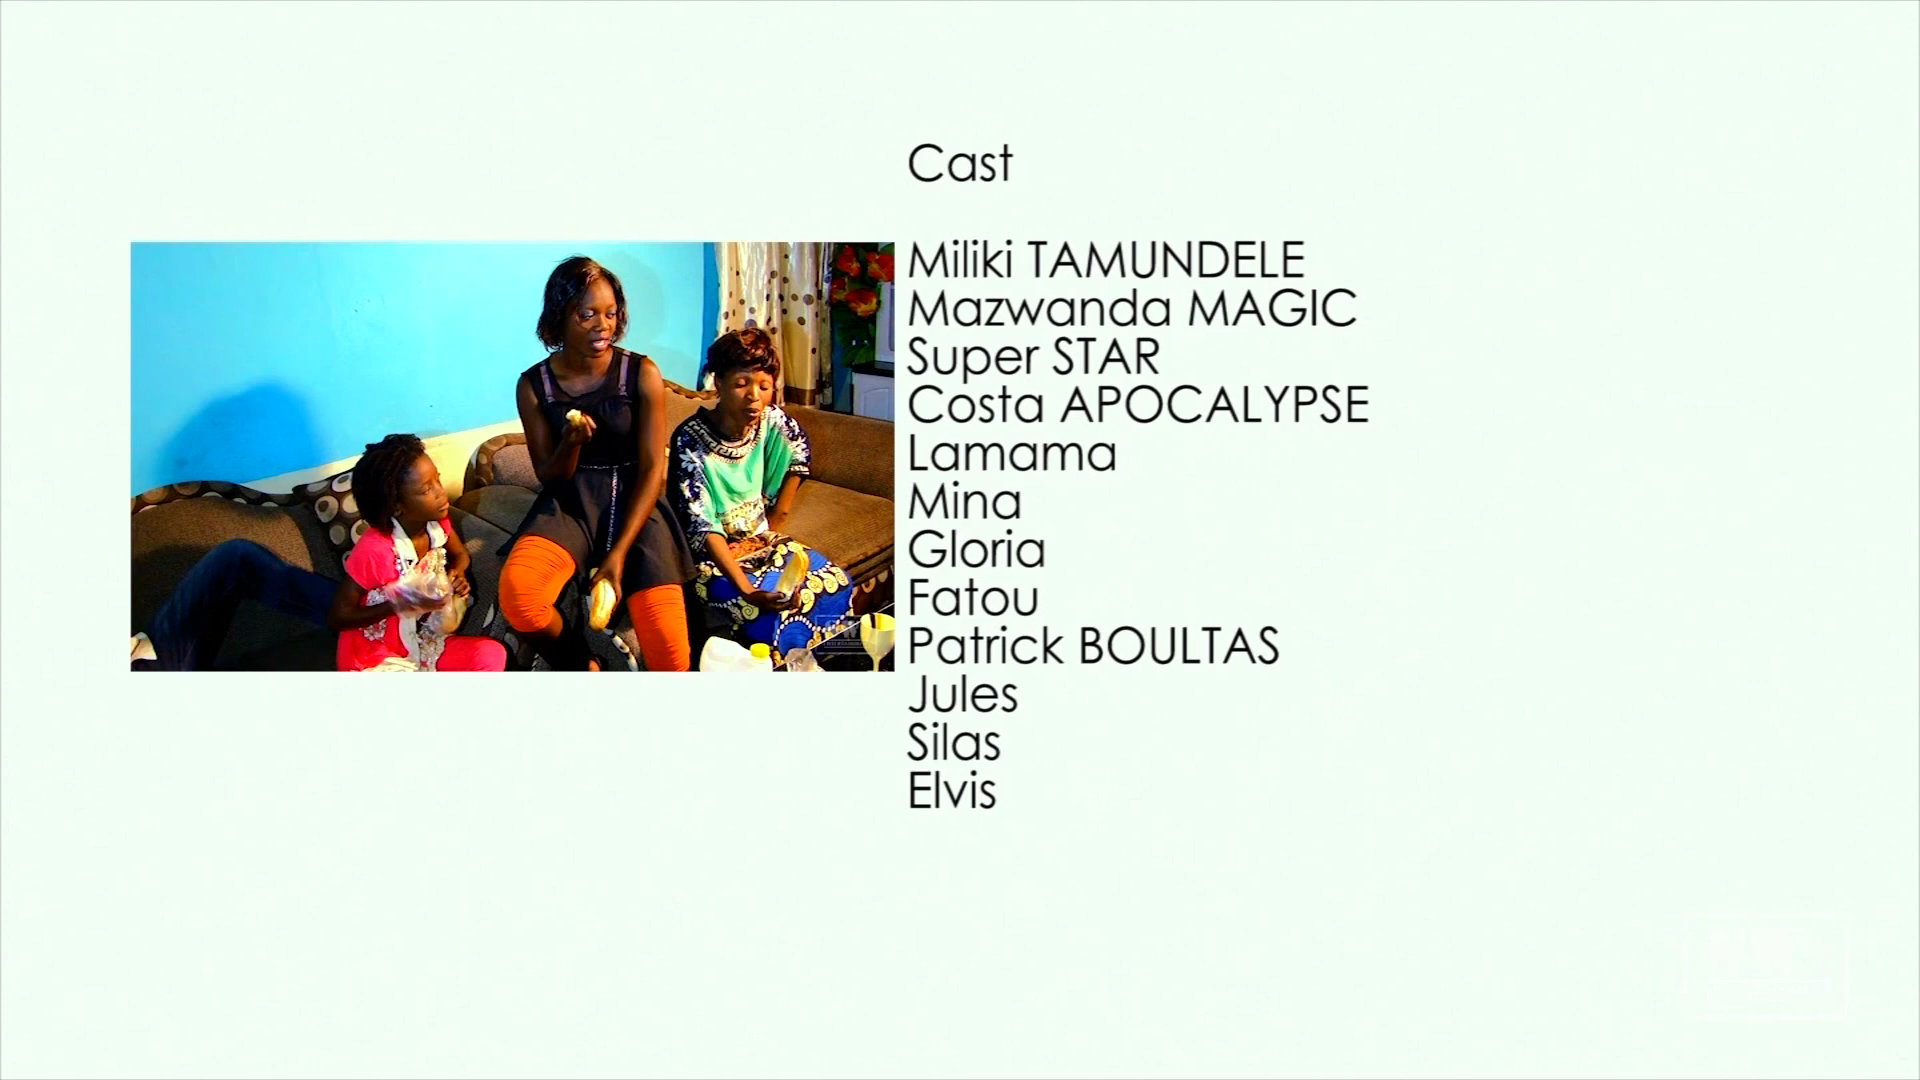 Cast
Miliki TAMUNDELE
Mazwanda MAGIC
Super STAR
Costa APOCALYPSE
Lamama
Mina
Gloria
Fatou
Patrick BOULTAS
Jules
Silas
Elvis